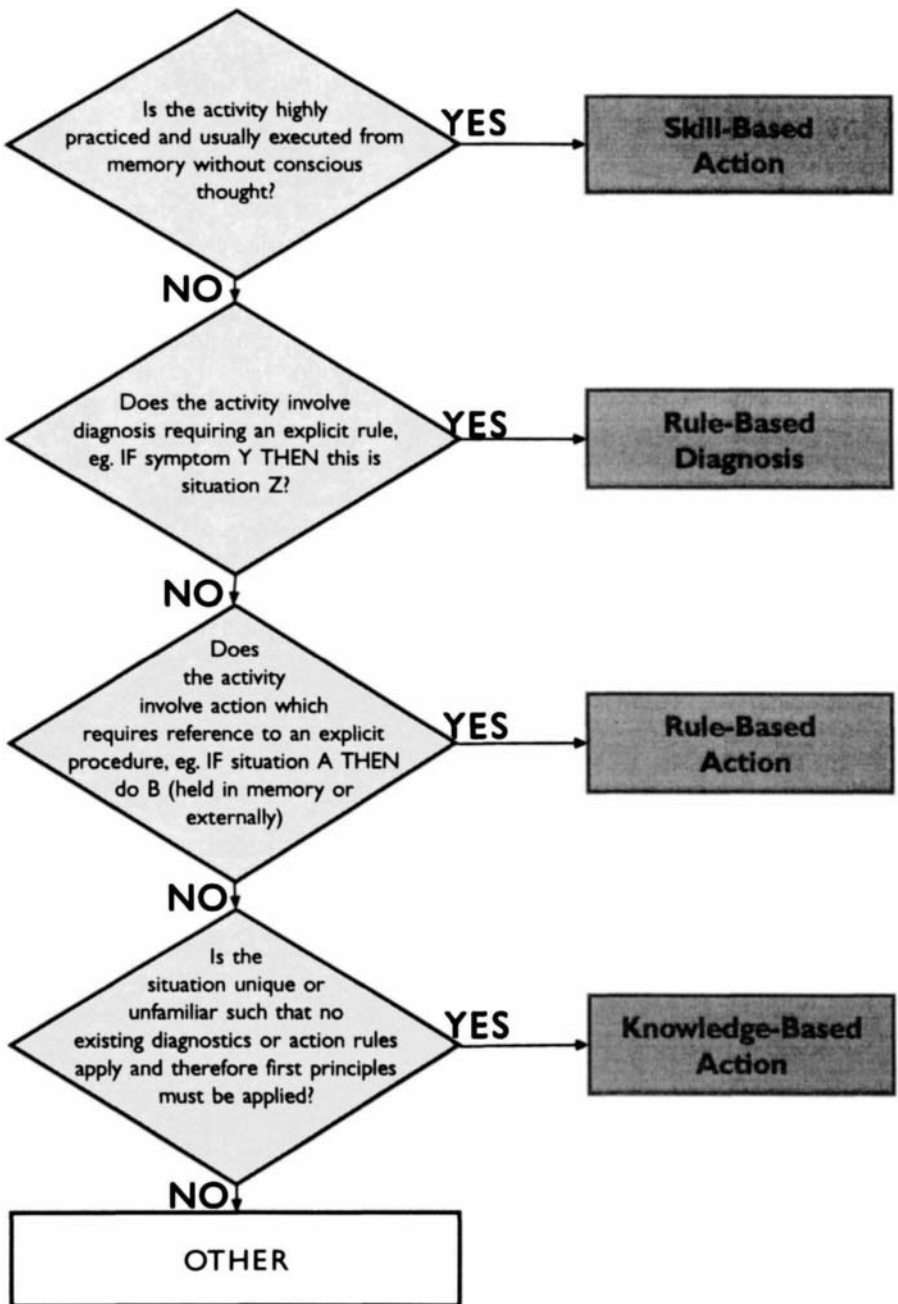 Is the activity highly
practiced and usually executed from
memory without conscious
thought?
YES
Skill-Based
Action
NO
Does the activity involve
diagnosis requiring an explicit rule,
eg. IF symptom Y THEN this is
situation Z?
YES
Rule-Based
Diagnosis
NO
Does
the activity
involve action which
requires reference to an explicit
procedure, eg. IF situation A THEN
do B (held in memory or
externally)
YES
Rule-Based
Action
NO
Is the
situation unique or
unfamiliar such that no
existing diagnostics or action rules
apply and therefore first principles
must be applied?
YES
Knowledge-Based
Action
NO
OTHER